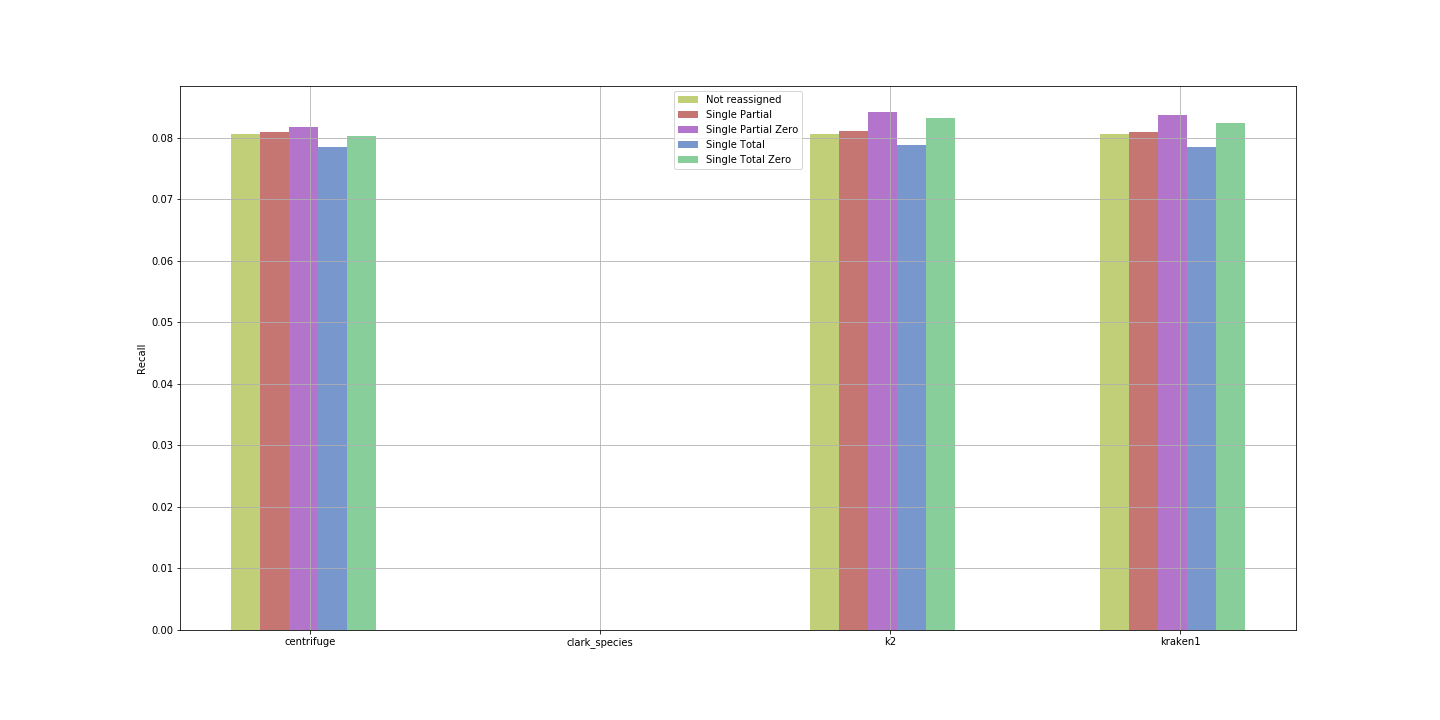 Not reassigned
Single Partial
Single Partial Zero
Single Total
Single Total Zero
0.08
0.07
0.06
0.05
0.04
0.03
0.02
0.01
0.00
Recall
centrifuge
clark_species
k2
kraken1